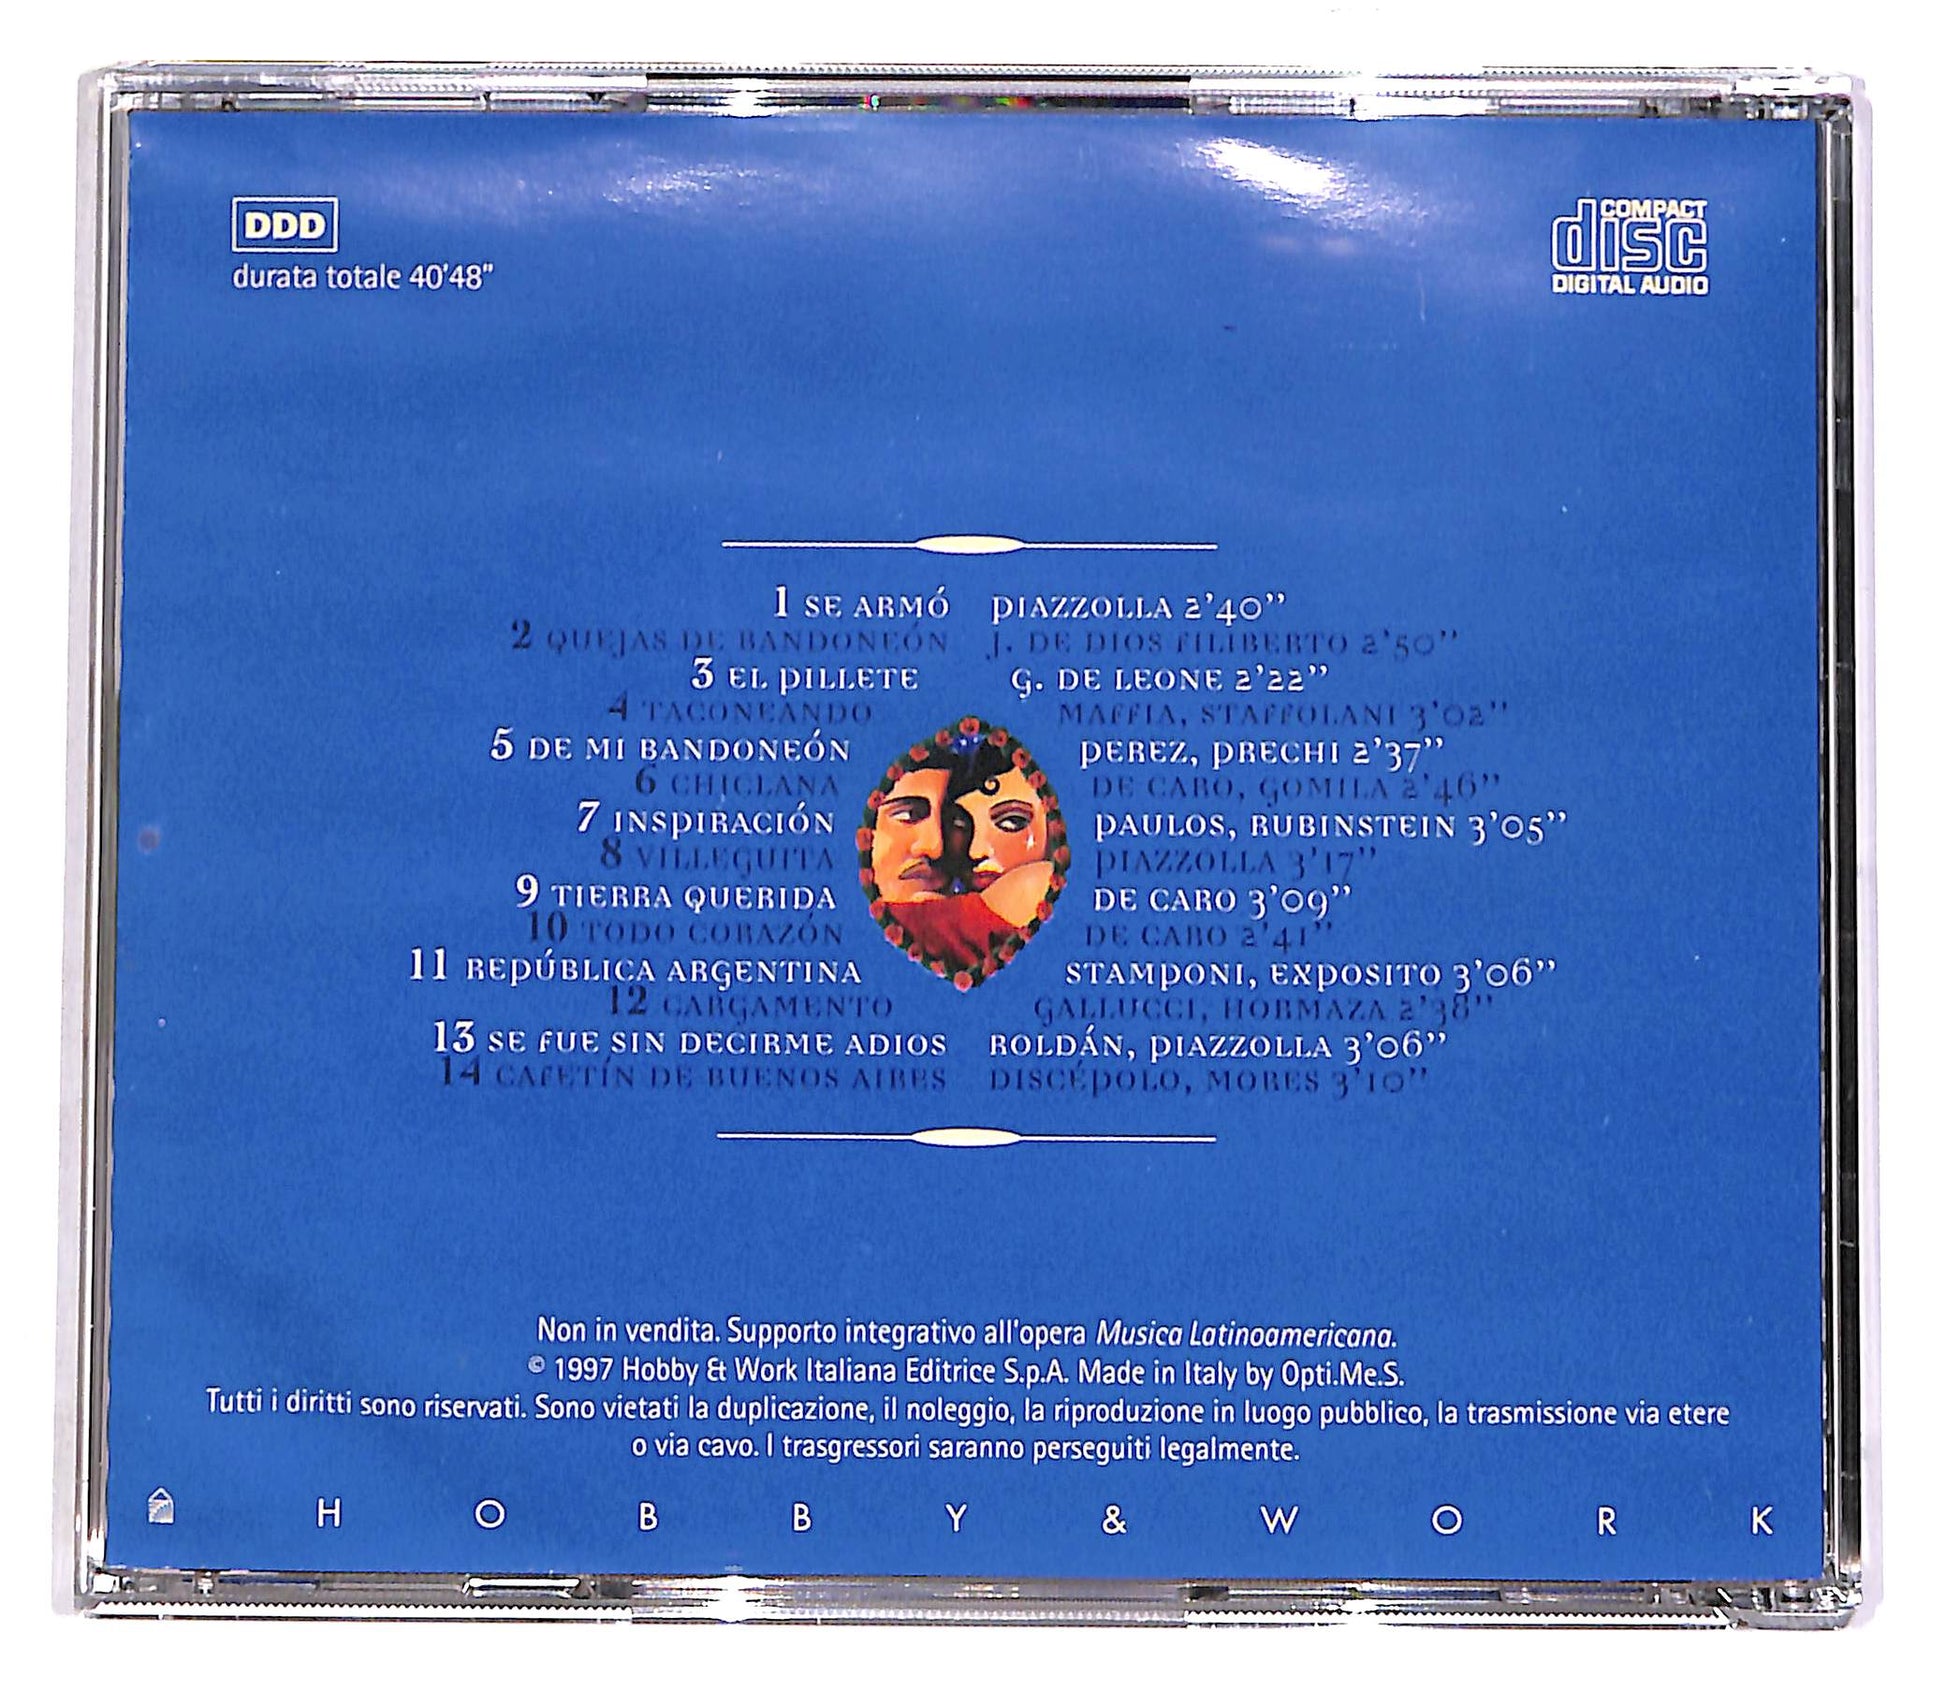 DDD
durata totale 40'48"
COMPACT
disc
DIGITAL AUDIO
1 SE ARMÓ PIAZZOLLA 2'40"
2 QUEJAS DE BANDONEÓN J. DE DIOS FILIBERTO 2'50"
3 EL PILLETE G. DE LEONE 2'22"
4 TACONEANDO MAFFIA, STAFFOLANI 3'02"
5 DE MI BANDONEÓN PEREZ, PRECHI 2'37"
6 CHICLANA DE CARO, GOMILA 2'46"
7 INSPIRACIÓN PAULOS, RUBINSTEIN 3'05"
8 VILLEGUITA PIAZZOLLA 3'17"
9 TIERRA QUERIDA DE CARO 3'09"
10 TODO CORAZÓN DE CARO 2'41"
11 REPÚBLICA ARGENTINA STAMPONI, EXPOSITO 3'06"
12 CARGAMENTO GALLUCCI, HORMAZA 2'38"
13 SE FUE SIN DECIRME ADIOS ROLDÁN, PIAZZOLLA 3'06"
14 CAFETÍN DE BUENOS AIRES DISCÉPOLO, MORES 3'10"
Non in vendita. Supporto integrativo all'opera Musica Latinoamericana.
© 1997 Hobby & Work Italiana Editrice S.p.A. Made in Italy by Opti.Me.S.
Tutti i diritti sono riservati. Sono vietati la duplicazione, il noleggio, la riproduzione in luogo pubblico, la trasmissione via etere
o via cavo. I trasgressori saranno perseguiti legalmente.
HOBBY & WORK